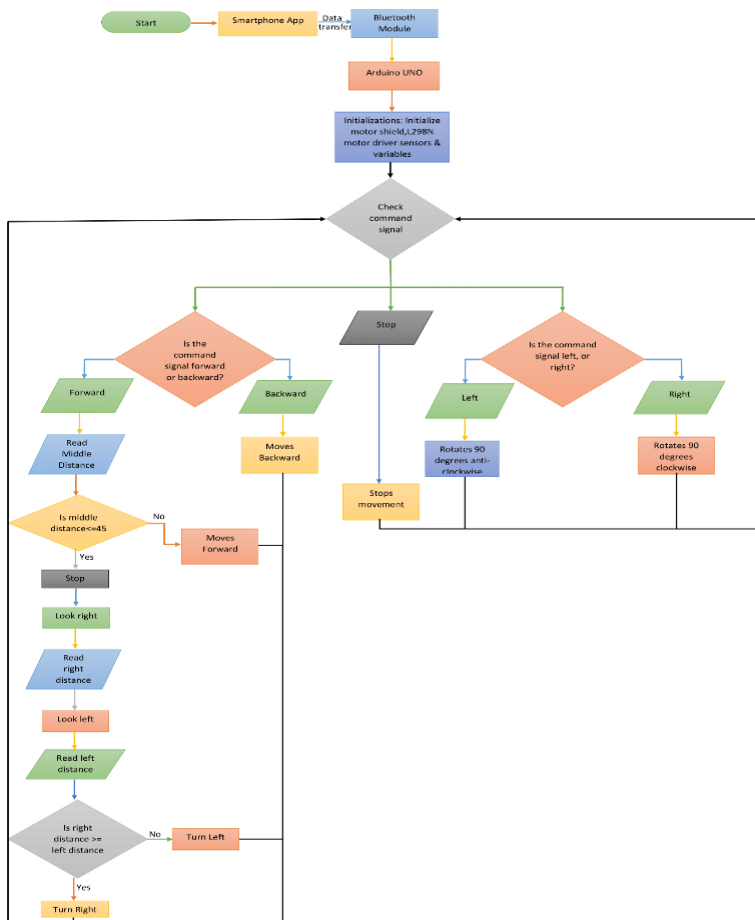 Start
Smartphone App
Data
transfer
Bluetooth
Module
Arduino UNO
Initializations: Initialize
motor shield,L298N
motor driver sensors &
variables
Check
command
signal
Is the
command
signal forward
or backward?
Stop
Is the command
signal left, or
right?
Forward
Backward
Left
Right
Read
Middle
Distance
Moves
Backward
Rotates 90
degrees anti-
clockwise
Rotates 90
degrees
clockwise
Is middle
distance<=45
No
Moves
Forward
Stops
movement
Yes
Stop
Look right
Read
right
distance
Look left
Read left
distance
Is right
distance >=
left distance
No
Turn Left
Yes
Turn Right